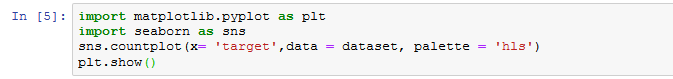 In [5]: import matplotlib.pyplot as plt
import seaborn as sns
sns.countplot(x= 'target',data = dataset, palette = 'hls')
plt.show()